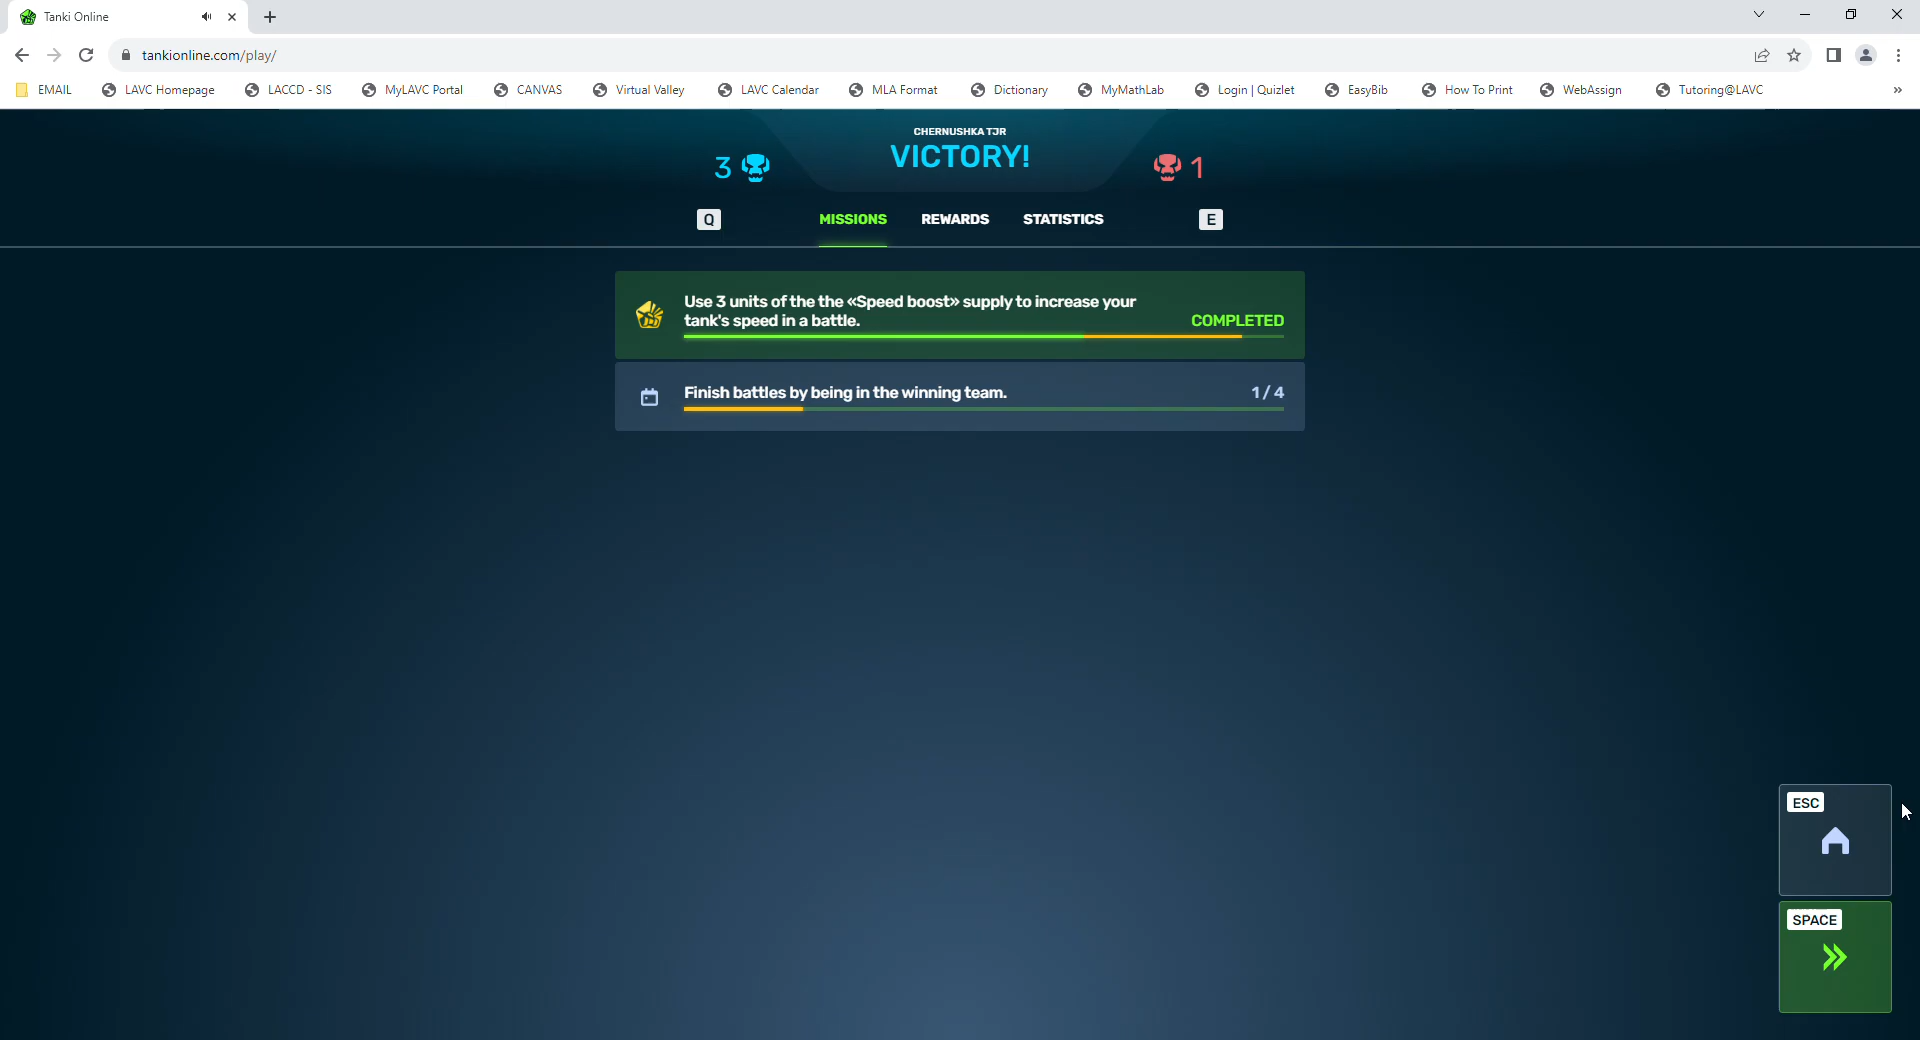 Tanki Online
tankionline.com/play/
EMAIL LAVC Homepage LACCD - SIS MyLAVC Portal CANVAS Virtual Valley LAVC Calendar MLA Format Dictionary MyMathLab Login | Quizlet EasyBib How To Print WebAssign Tutoring@LAVC »
CHERNUSHKA TJR
VICTORY!
3 1
Q MISSIONS REWARDS STATISTICS E
Use 3 units of the the «Speed boost» supply to increase your
tank's speed in a battle.
COMPLETED
Finish battles by being in the winning team. 1 / 4
ESC
SPACE